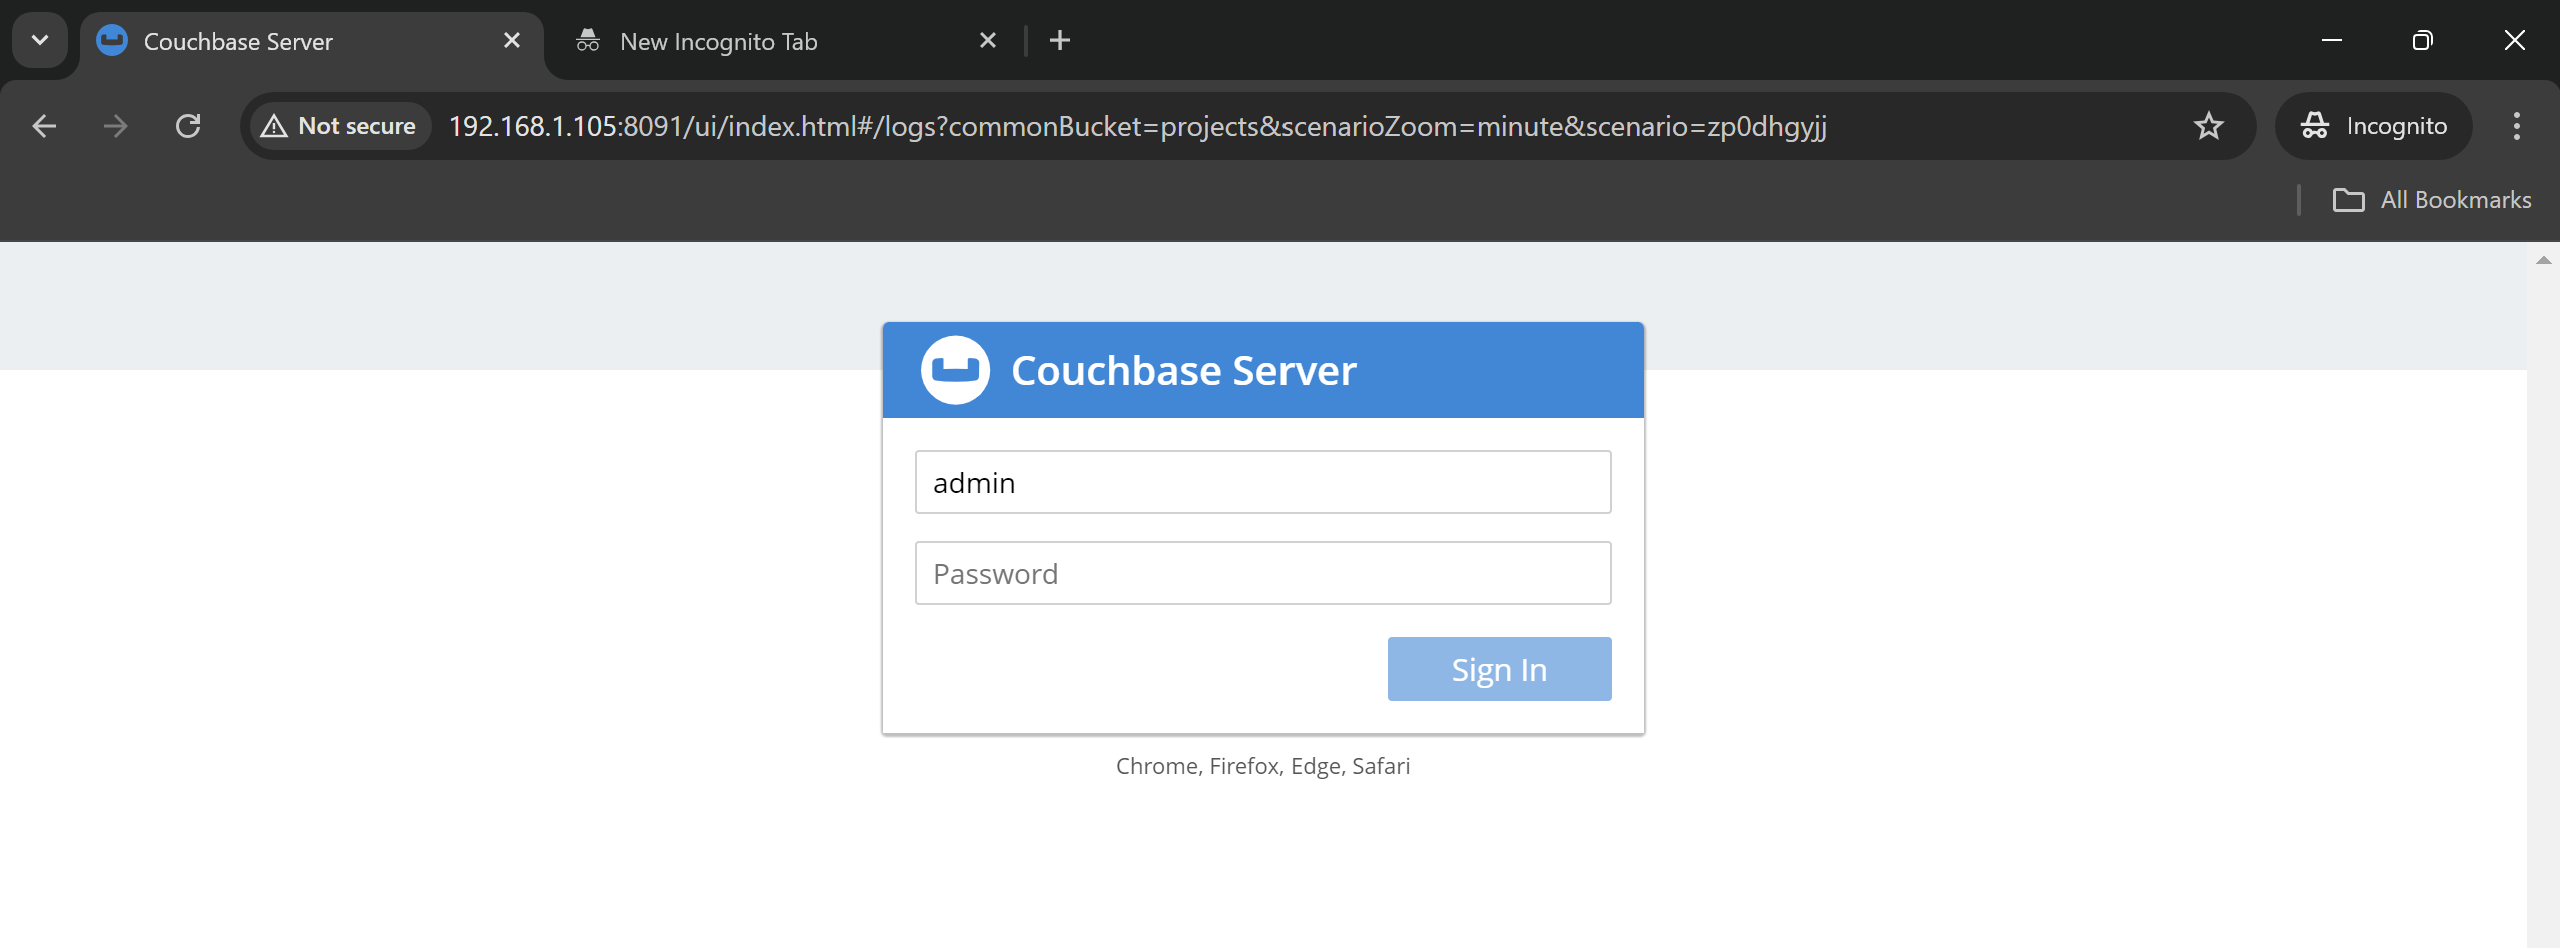 Couchbase Server
New Incognito Tab
Not secure
192.168.1.105:8091/ui/index.html#/logs?commonBucket=projects&scenarioZoom=minute&scenario=zp0dhgyjj
Incognito
All Bookmarks
Couchbase Server
admin
Password
Sign In
Chrome, Firefox, Edge, Safari